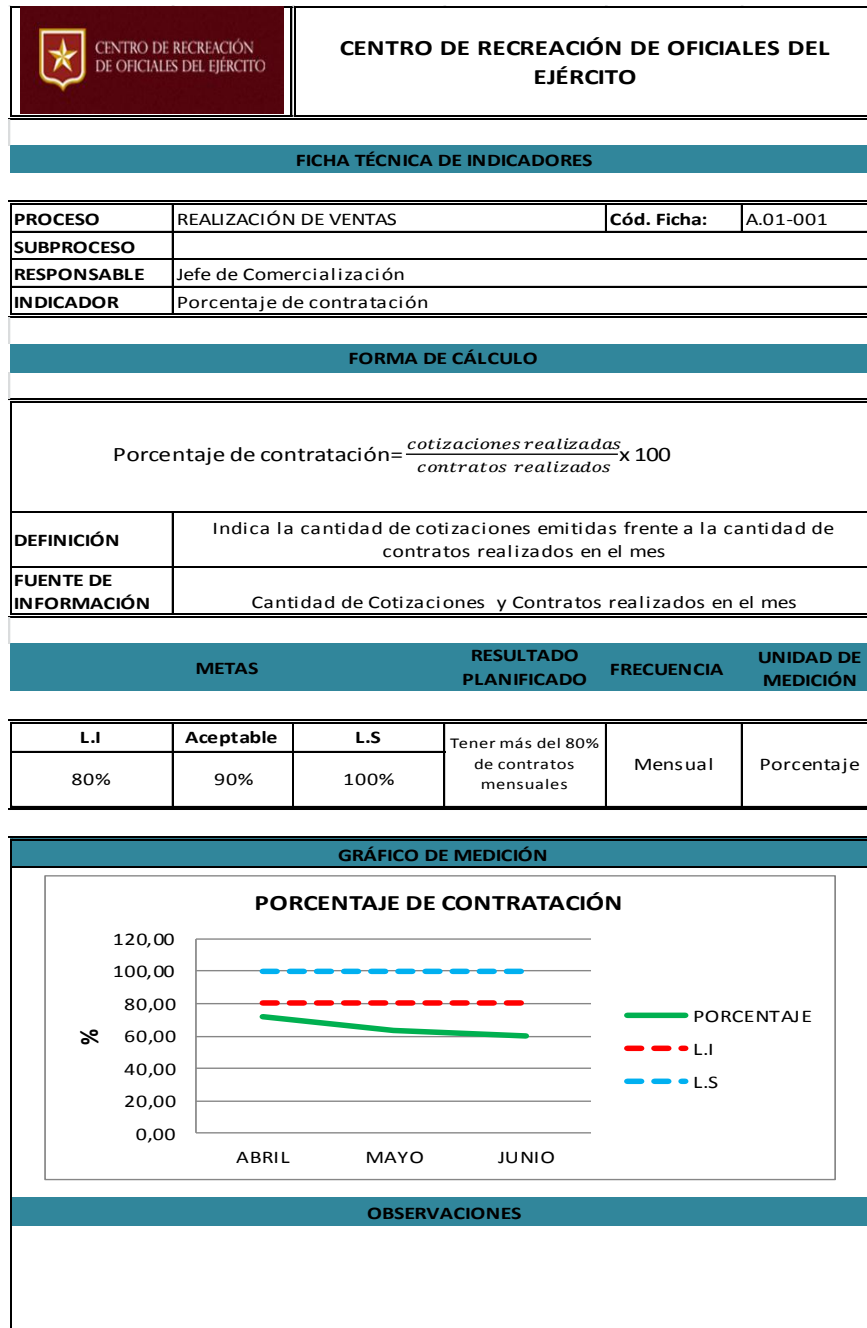 CENTRO DE RECREACIÓN
DE OFICIALES DEL EJÉRCITO
CENTRO DE RECREACIÓN DE OFICIALES DEL
EJÉRCITO
FICHA TÉCNICA DE INDICADORES
PROCESO REALIZACIÓN DE VENTAS Cód. Ficha: A.01-001
SUBPROCESO
RESPONSABLE Jefe de Comercialización
INDICADOR Porcentaje de contratación
FORMA DE CÁLCULO
Porcentaje de contratación= cotizaciones realizadas / contratos realizados x 100
DEFINICIÓN Indica la cantidad de cotizaciones emitidas frente a la cantidad de
contratos realizados en el mes
FUENTE DE
INFORMACIÓN Cantidad de Cotizaciones y Contratos realizados en el mes
METAS RESULTADO PLANIFICADO FRECUENCIA UNIDAD DE MEDICIÓN
L.I Aceptable L.S Tener más del 80%
de contratos
mensuales
Mensual Porcentaje
80% 90% 100%
GRÁFICO DE MEDICIÓN
PORCENTAJE DE CONTRATACIÓN
120,00
100,00
80,00
60,00
40,00
20,00
0,00
%
ABRIL MAYO JUNIO
PORCENTAJE
L.I
L.S
OBSERVACIONES